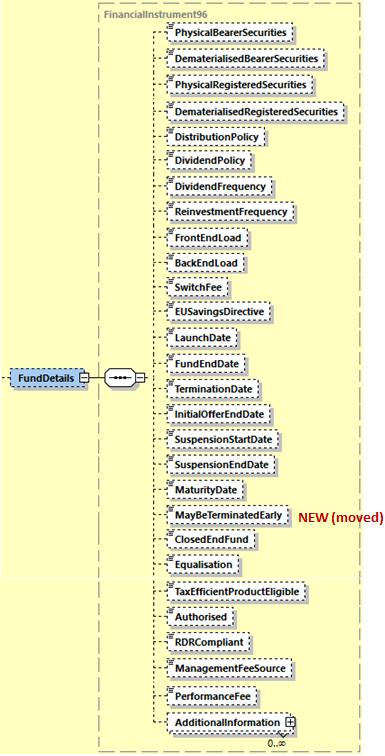 FinancialInstrument96
PhysicalBearerSecurities
DematerialisedBearerSecurities
PhysicalRegisteredSecurities
DematerialisedRegisteredSecurities
DistributionPolicy
DividendPolicy
DividendFrequency
ReinvestmentFrequency
FrontEndLoad
BackEndLoad
SwitchFee
EUSavingsDirective
LaunchDate
FundEndDate
FundDetails
TerminationDate
InitialOfferEndDate
SuspensionStartDate
SuspensionEndDate
MaturityDate
MayBeTerminatedEarly NEW (moved)
ClosedEndFund
Equalisation
TaxEfficientProductEligible
Authorised
RDRCompliant
ManagementFeeSource
PerformanceFee
AdditionalInformation
0..∞